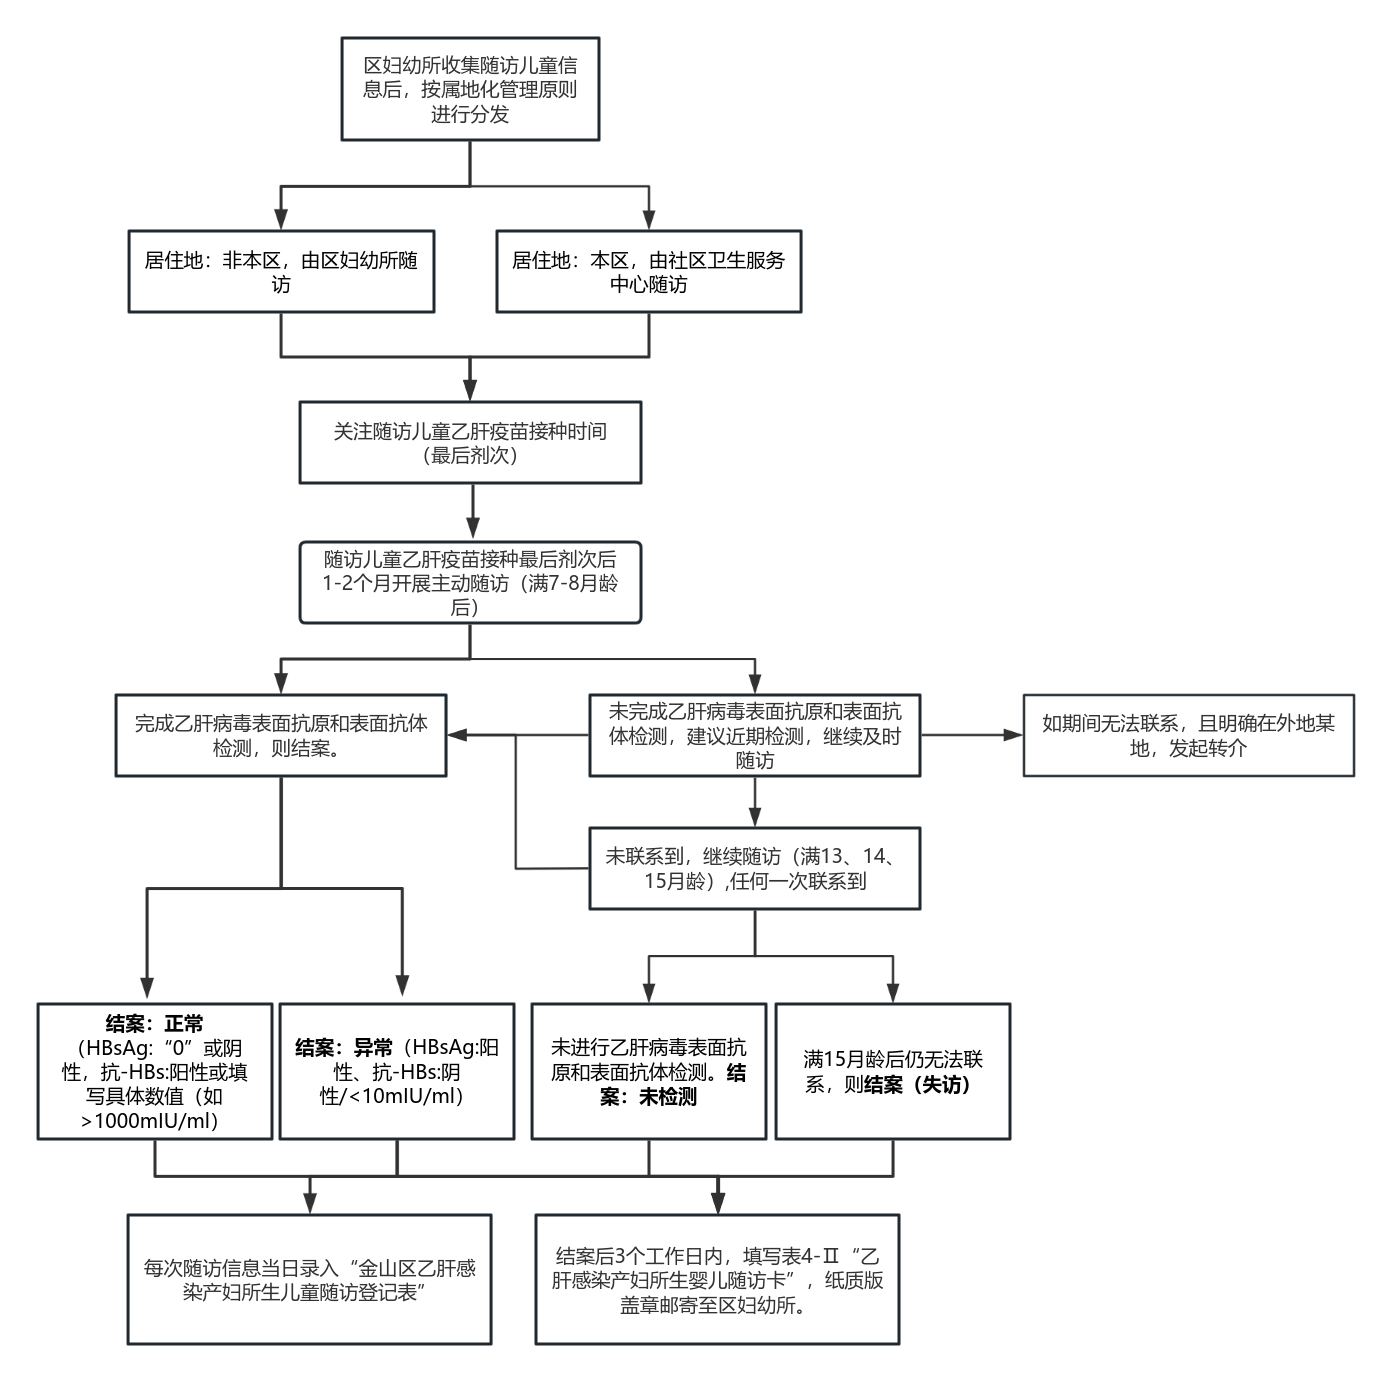 区妇幼所收集随访儿童信
息后，按属地化管理原则
进行分发
居住地：非本区，由区妇幼所随
访
居住地：本区，由社区卫生服务
中心随访
关注随访儿童乙肝疫苗接种时间
（最后剂次）
随访儿童乙肝疫苗接种最后剂次后
1-2个月开展主动随访（满7-8月龄
后）
完成乙肝病毒表面抗原和表面抗体
检测，则结案。
未完成乙肝病毒表面抗原和表面抗
体检测，建议近期检测，继续及时
随访
如期间无法联系，且明确在外地某
地，发起转介
未联系到，继续随访（满13、14、
15月龄）,任何一次联系到
结案：正常
（HBsAg:“0”或阴
性，抗-HBs:阳性或填
写具体数值（如
>1000mIU/ml）
结案：异常（HBsAg:阳
性、抗-HBs:阴
性/<10mIU/ml）
未进行乙肝病毒表面抗
原和表面抗体检测。结
案：未检测
满15月龄后仍无法联
系，则结案（失访）
每次随访信息当日录入“金山区乙肝感
染产妇所生儿童随访登记表”
结案后3个工作日内，填写表4-Ⅱ“乙
肝感染产妇所生婴儿随访卡”，纸质版
盖章邮寄至区妇幼所。